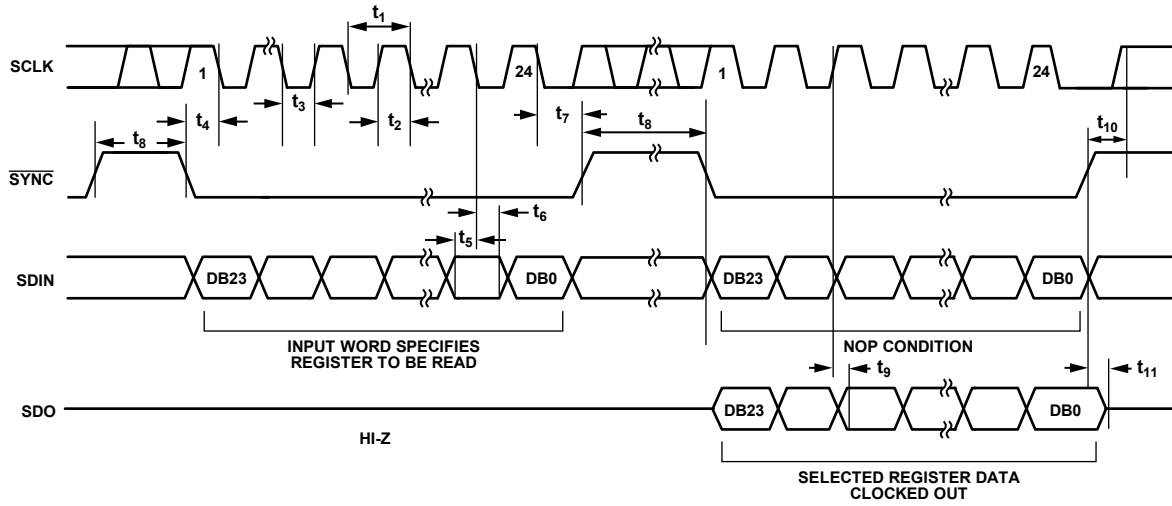 t1
SCLK
1
24
1
24
t3
t4
t2
t7
t8
t8
t10
SYNC
t6
t5
SDIN
DB23
DB0
DB23
DB0
INPUT WORD SPECIFIES
REGISTER TO BE READ
NOP CONDITION
t9
t11
SDO
DB23
DB0
HI-Z
SELECTED REGISTER DATA
CLOCKED OUT